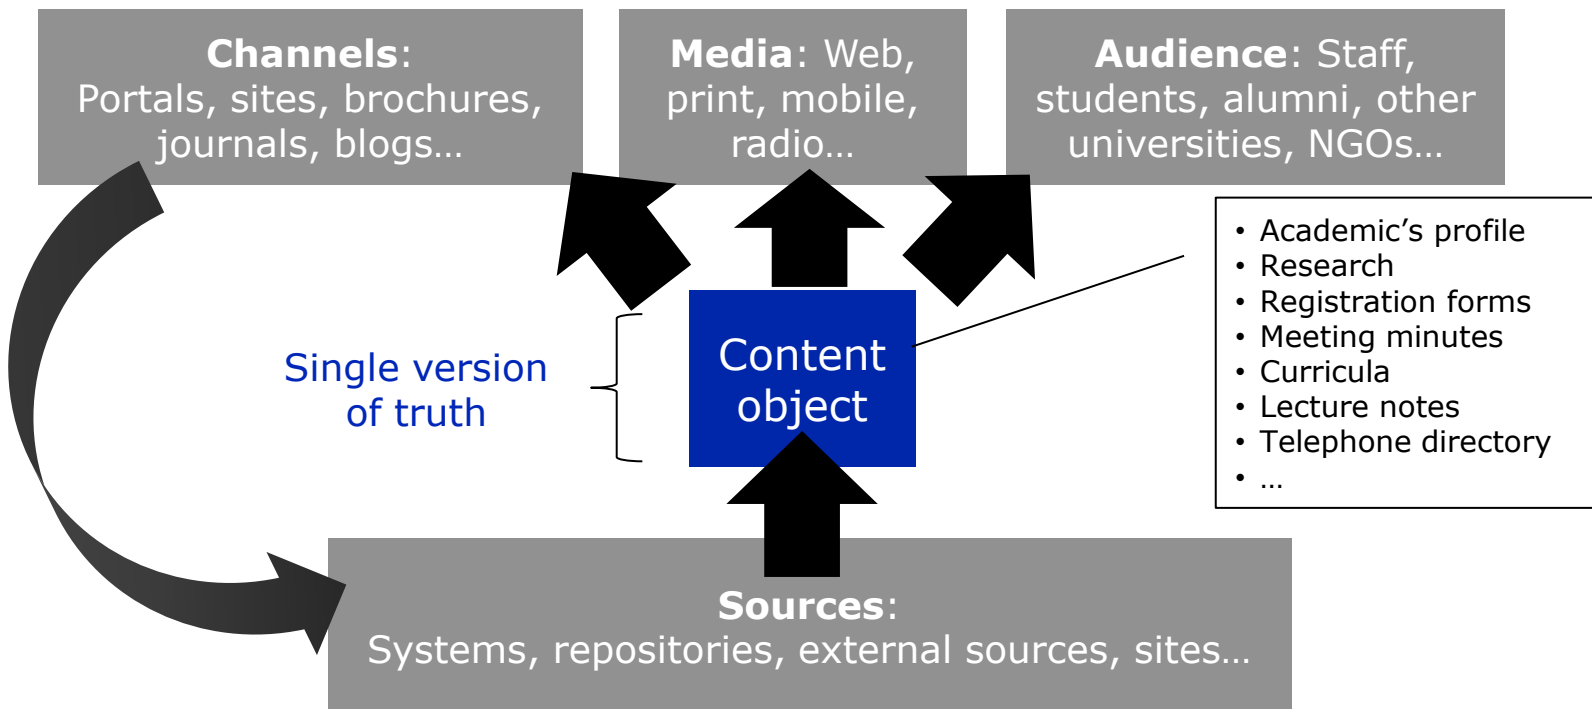 Channels:
Portals, sites, brochures,
journals, blogs…
Media: Web,
print, mobile,
radio…
Audience: Staff,
students, alumni, other
universities, NGOs…
• Academic’s profile
• Research
• Registration forms
• Meeting minutes
• Curricula
• Lecture notes
• Telephone directory
• …
Single version
of truth
Content
object
Sources:
Systems, repositories, external sources, sites…